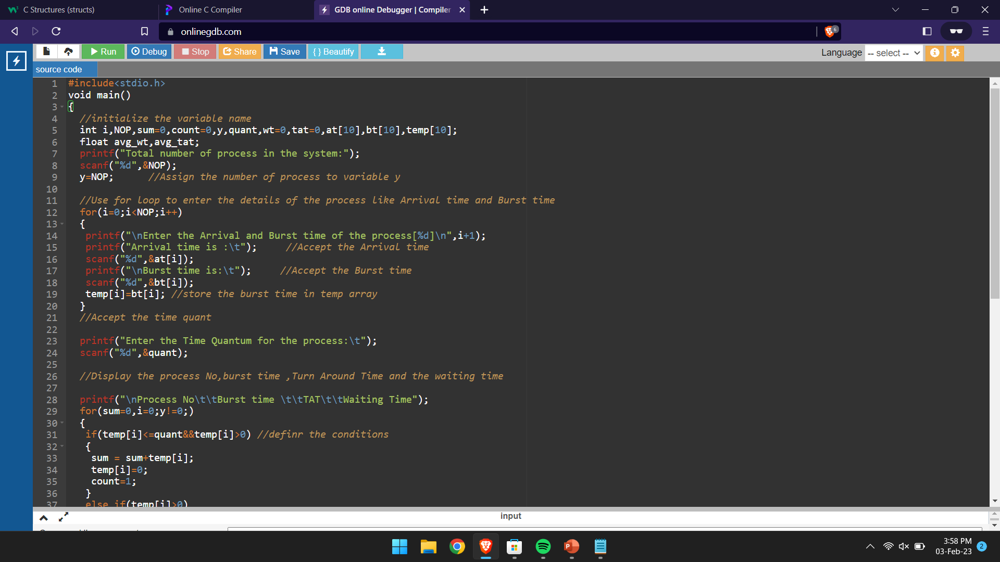 C Structures (structs)
Online C Compiler
GDB online Debugger | Compiler
onlinegdb.com
6
Run
Debug
Stop
Share
Save
{ } Beautify
Language
-- select --
source code
1 #include<stdio.h>
2 void main()
3 {
4 //initialize the variable name
5 int i,NOP,sum=0,count=0,y,quant,wt=0,tat=0,at[10],bt[10],temp[10];
6 float avg_wt,avg_tat;
7 printf("Total number of process in the system:");
8 scanf("%d",&NOP);
9 y=NOP; //Assign the number of process to variable y
10
11 //Use for loop to enter the details of the process like Arrival time and Burst time
12 for(i=0;i<NOP;i++)
13 {
14 printf("\nEnter the Arrival and Burst time of the process[%d]\n",i+1);
15 printf("Arrival time is :\t"); //Accept the Arrival time
16 scanf("%d",&at[i]);
17 printf("\nBurst time is:\t"); //Accept the Burst time
18 scanf("%d",&bt[i]);
19 temp[i]=bt[i]; //store the burst time in temp array
20 }
21 //Accept the time quant
22
23 printf("Enter the Time Quantum for the process:\t");
24 scanf("%d",&quant);
25
26 //Display the process No,burst time ,Turn Around Time and the waiting time
27
28 printf("\nProcess No\t\tBurst time \t\tTAT\t\tWaiting Time");
29 for(sum=0,i=0;y!=0;)
30 {
31 if(temp[i]<=quant&&temp[i]>0) //definr the conditions
32 {
33 sum = sum+temp[i];
34 temp[i]=0;
35 count=1;
36 }
37 else if(temp[i]>0)
input
3:58 PM
03-Feb-23
2